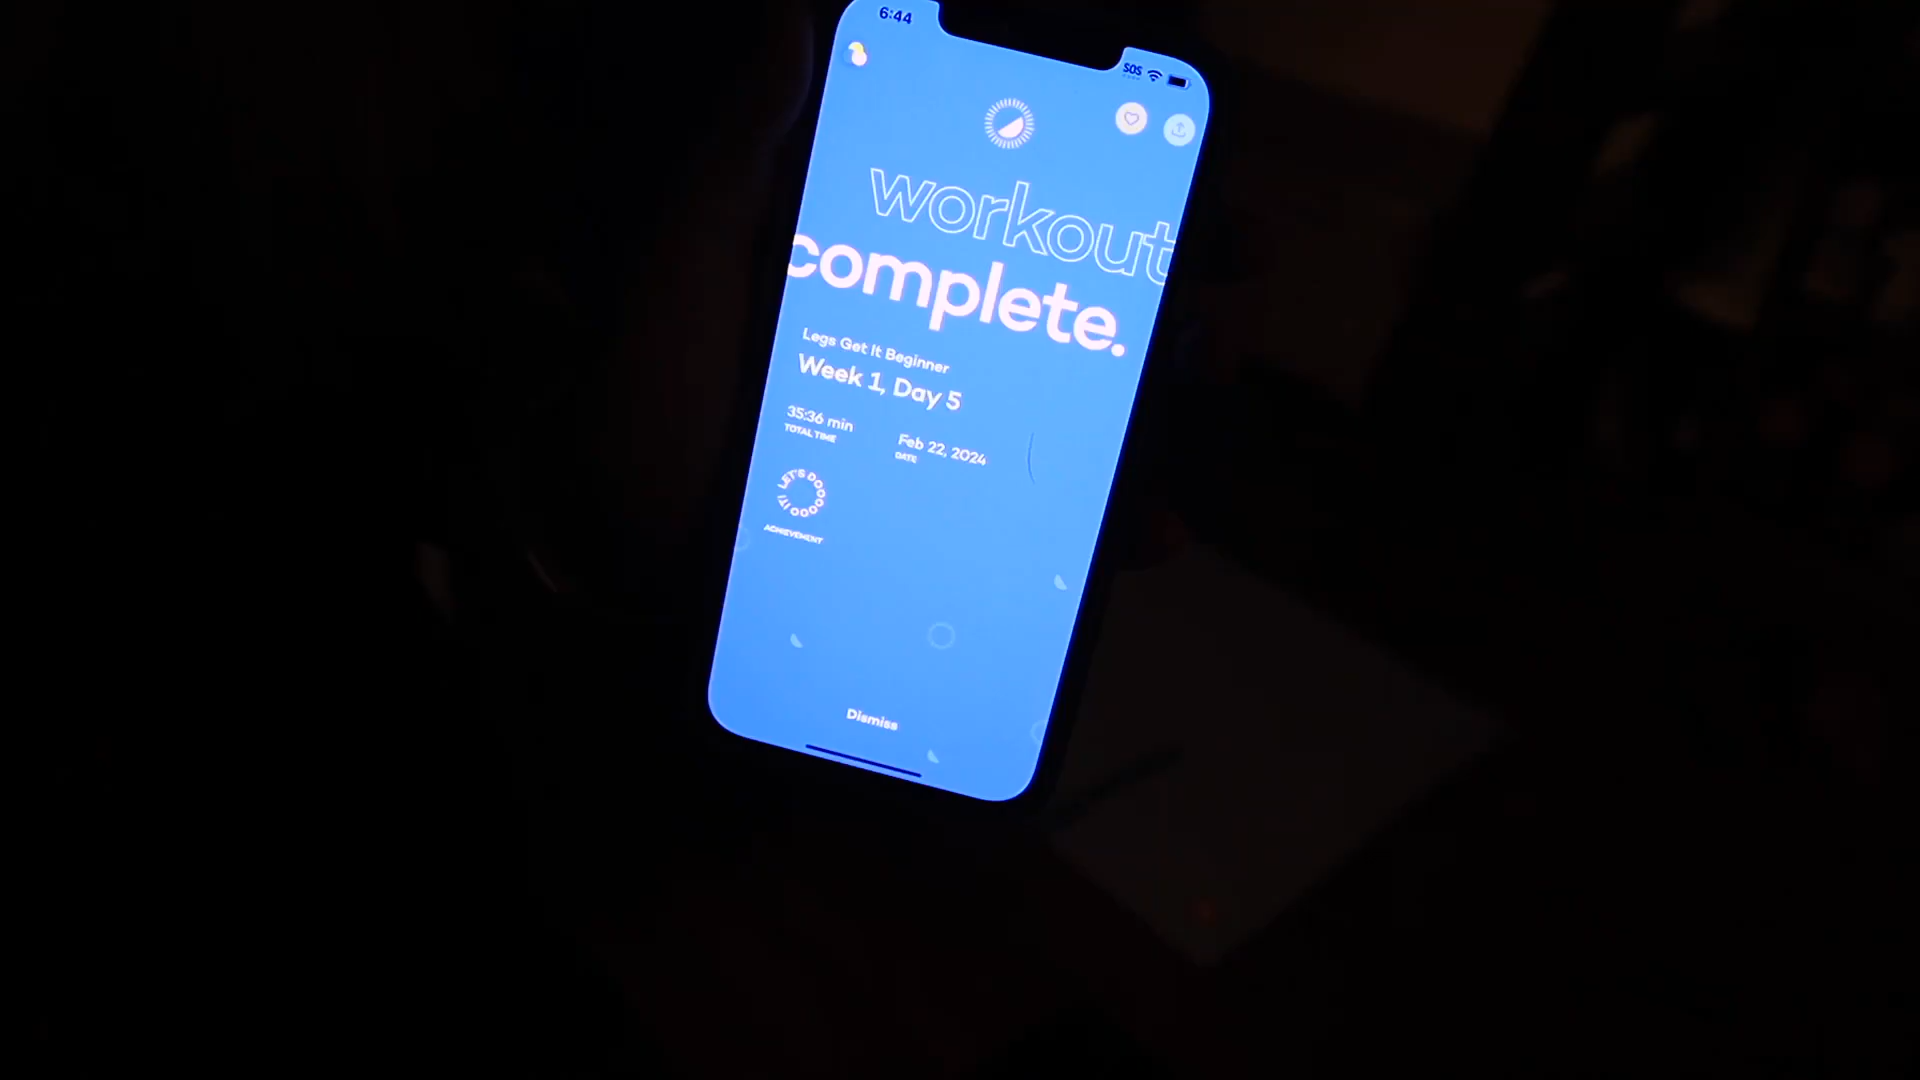 6:44
SOS
workout
complete.
Legs Get It Beginner
Week 1, Day 5
35:36 min
TOTAL TIME
Feb 22, 2024
DATE
LET'S DOOOOOOO IT!
ACHIEVEMENT
Dismiss